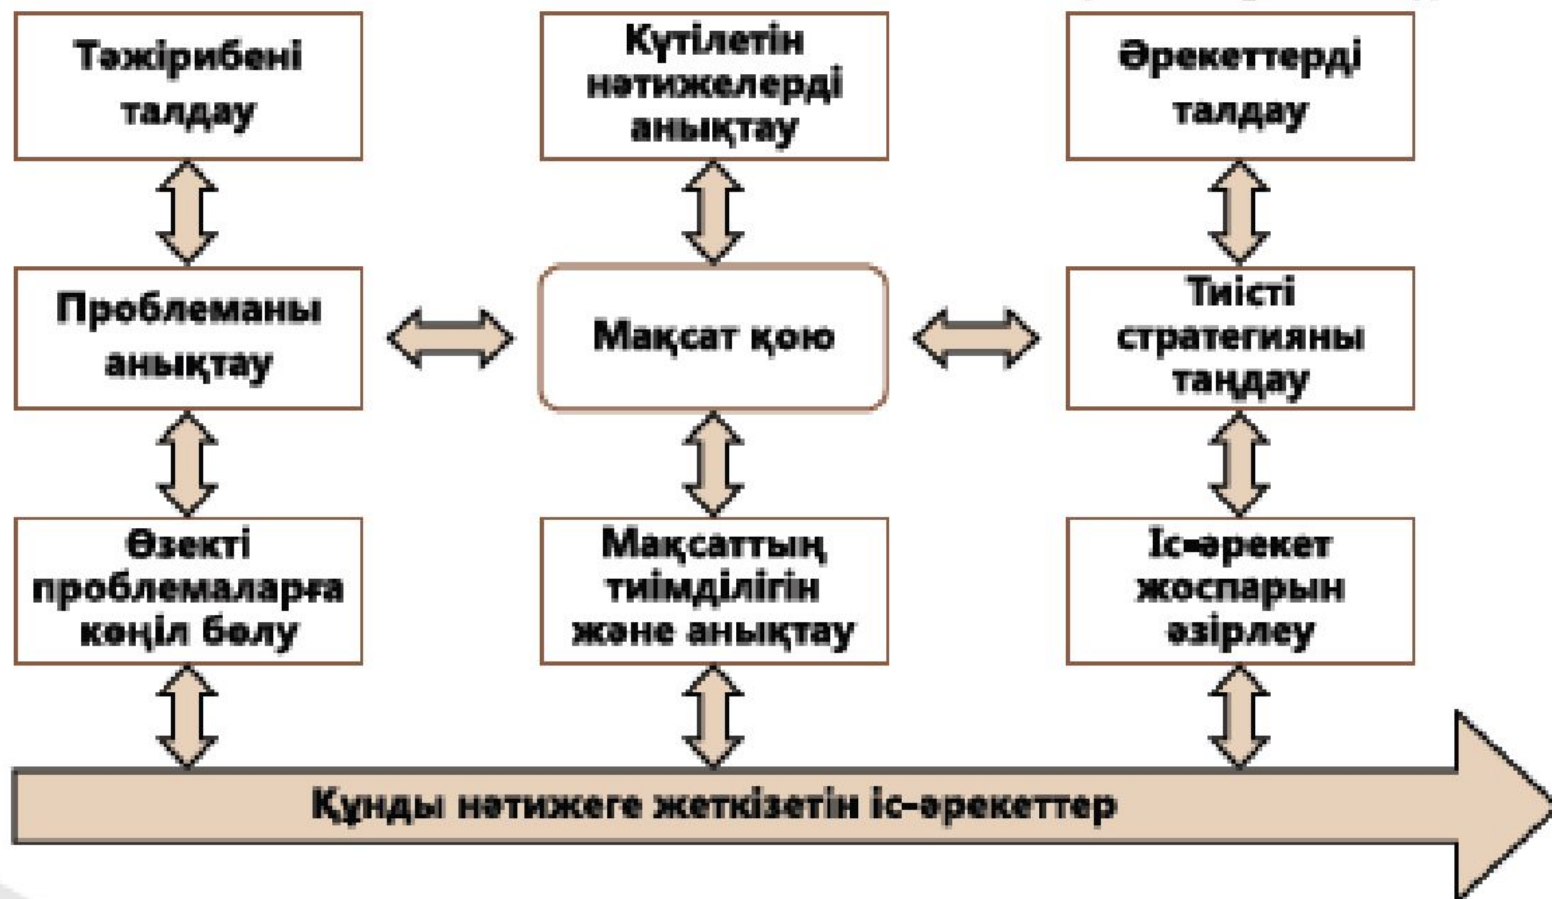 Тәжірибені
талдау
Күтілетін
нәтижелерді
анықтау
Әрекеттерді
талдау
Проблеманы
анықтау
Мақсат қою
Тиісті
стратегияны
таңдау
Өзекті
проблемаларға
көңіл бөлу
Мақсаттың
тиімділігін
және анықтау
Іс-әрекет
жоспарын
әзірлеу
Құнды нәтижеге жеткізетін іс-әрекеттер